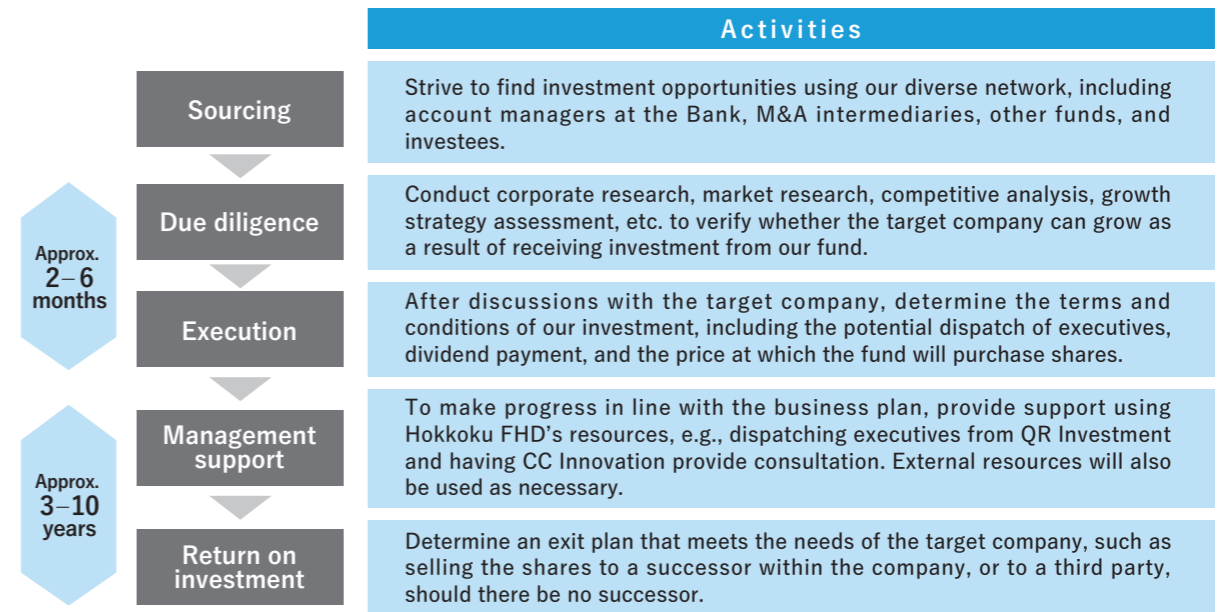 Activities
Sourcing
Strive to find investment opportunities using our diverse network, including
account managers at the Bank, M&A intermediaries, other funds, and
investees.
Approx.
2–6
months
Due diligence
Conduct corporate research, market research, competitive analysis, growth
strategy assessment, etc. to verify whether the target company can grow as
a result of receiving investment from our fund.
Execution
After discussions with the target company, determine the terms and
conditions of our investment, including the potential dispatch of executives,
dividend payment, and the price at which the fund will purchase shares.
Approx.
3–10
years
Management
support
To make progress in line with the business plan, provide support using
Hokkoku FHD's resources, e.g., dispatching executives from QR Investment
and having CC Innovation provide consultation. External resources will also
be used as necessary.
Return on
investment
Determine an exit plan that meets the needs of the target company, such as
selling the shares to a successor within the company, or to a third party,
should there be no successor.